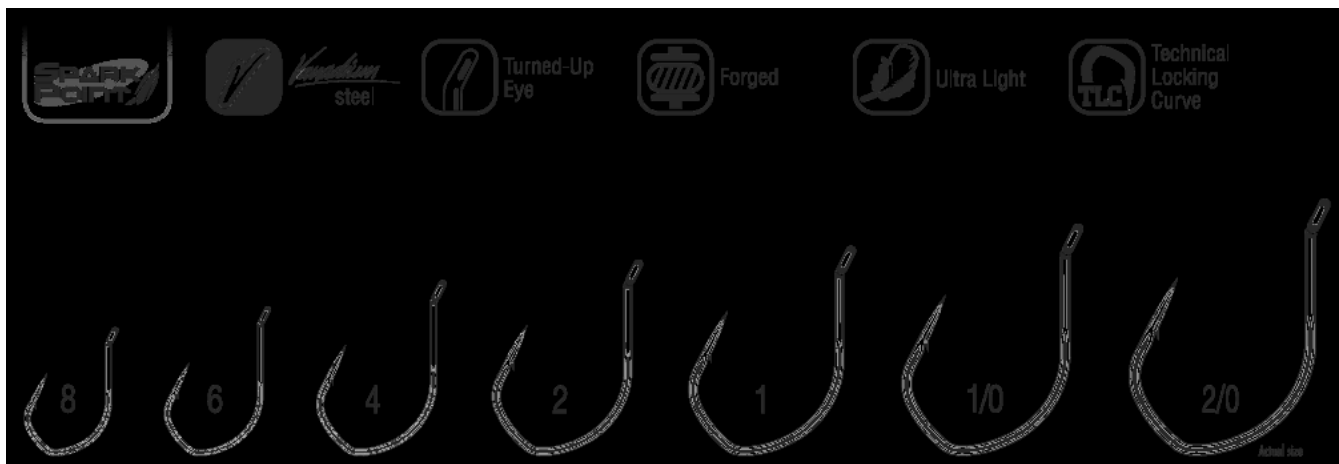 SPARK
POINT
Vanadium
steel
Turned-Up
Eye
Forged
Ultra Light
TLC
Technical
Locking
Curve
8
6
4
2
1
1/0
2/0
Actual size